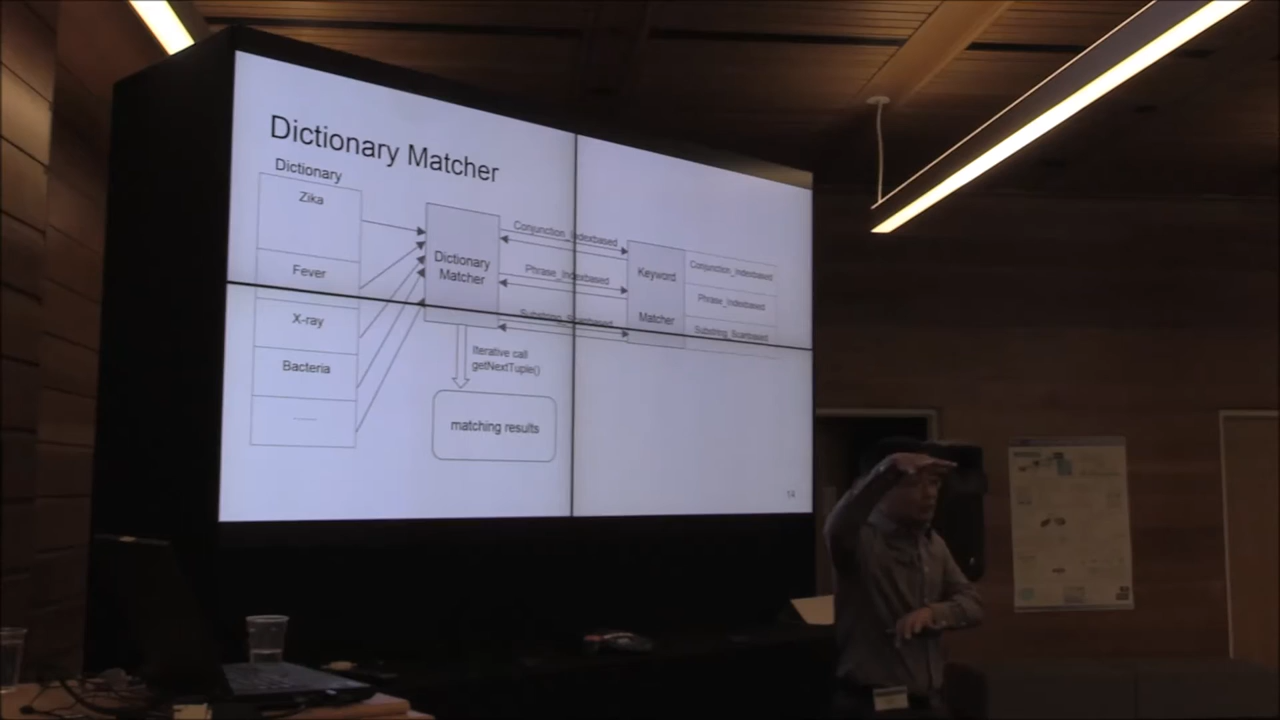 Dictionary Matcher
Dictionary
Zika
Fever
X-ray
Bacteria
Dictionary
Matcher
Conjunction_Indexbased
Phrase_Indexbased
Substring_Scanbased
Keyword
Matcher
Conjunction_Indexbased
Phrase_Indexbased
Substring_Scanbased
Iterative call
getNextTuple()
matching results
14